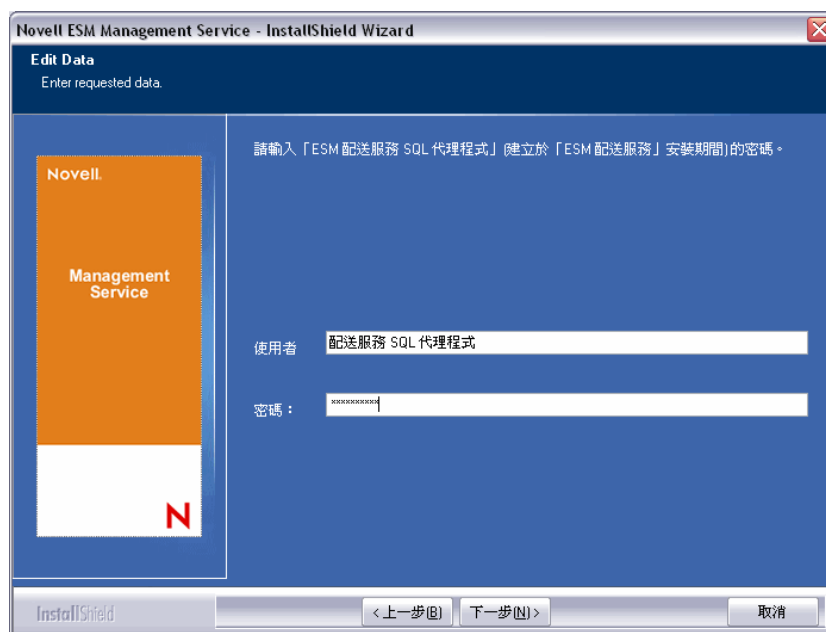 Novell ESM Management Service - InstallShield Wizard
Edit Data
Enter requested data.
請輸入「ESM 配送服務 SQL 代理程式」(建立於「ESM 配送服務」安裝期間)的密碼。
Novell.
Management
Service
使用者
配送服務 SQL 代理程式
密碼：
××××××××××
N
InstallShield
< 上一步(B)
下一步(N) >
取消